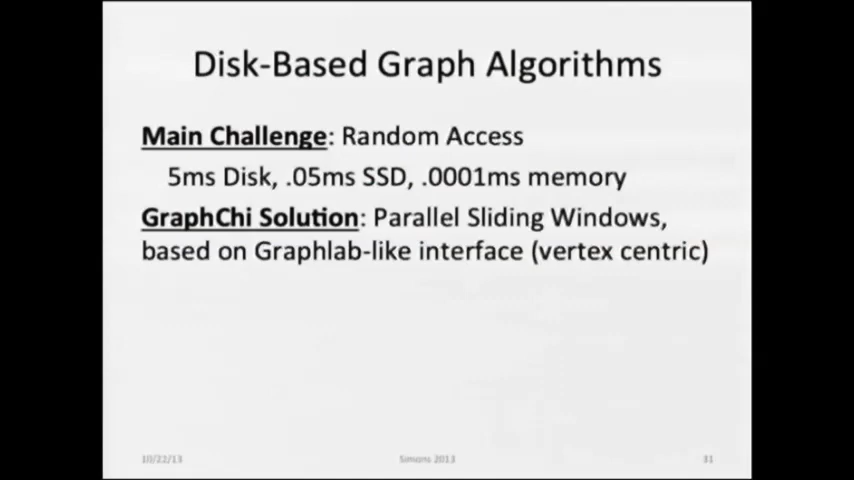 Disk-Based Graph Algorithms
Main Challenge: Random Access
5ms Disk, .05ms SSD, .0001ms memory
GraphChi Solution: Parallel Sliding Windows,
based on Graphlab-like interface (vertex centric)
10/22/13
Simons 2013
31